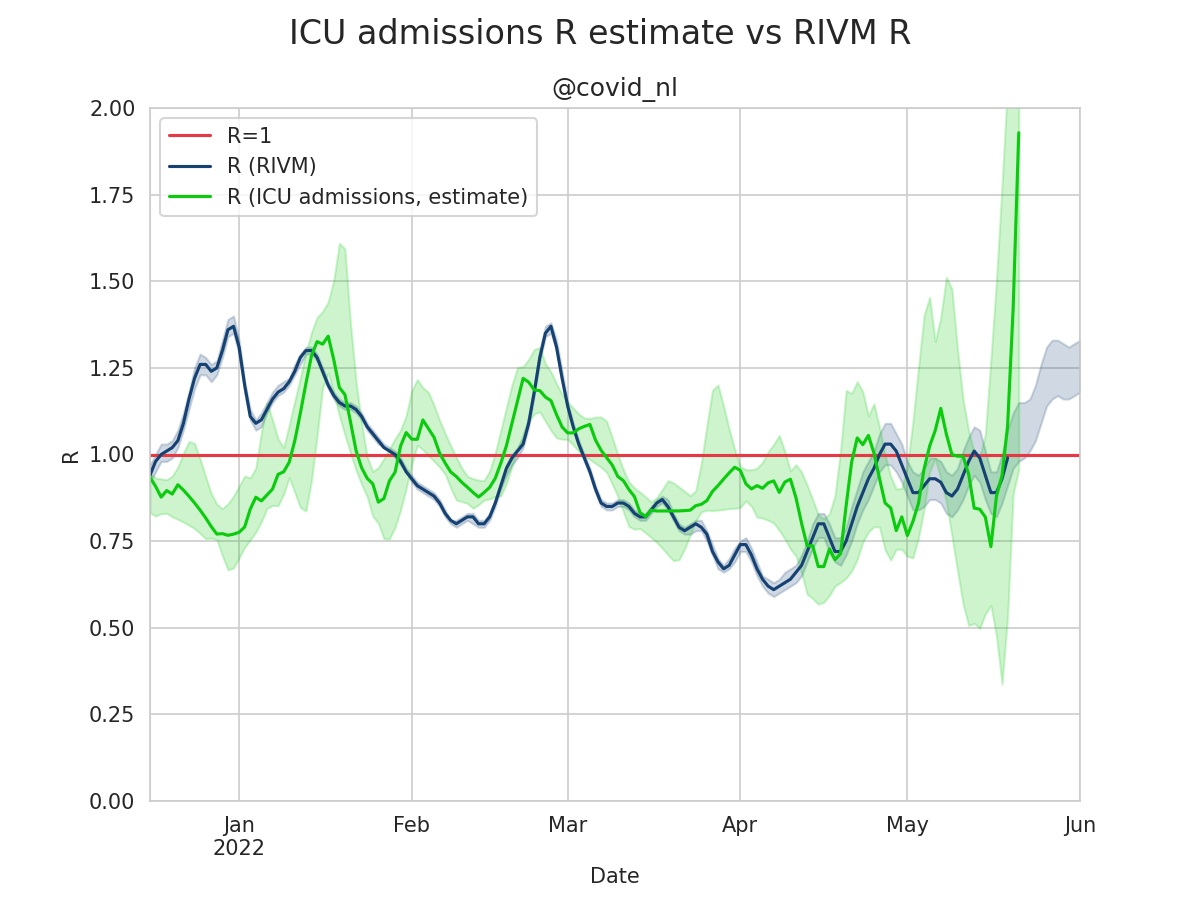 ICU admissions R estimate vs RIVM R
@covid_nl
R=1
R (RIVM)
R (ICU admissions, estimate)
2.00
1.75
1.50
1.25
1.00
0.75
0.50
0.25
0.00
R
Jan
2022
Feb
Mar
Apr
May
Jun
Date